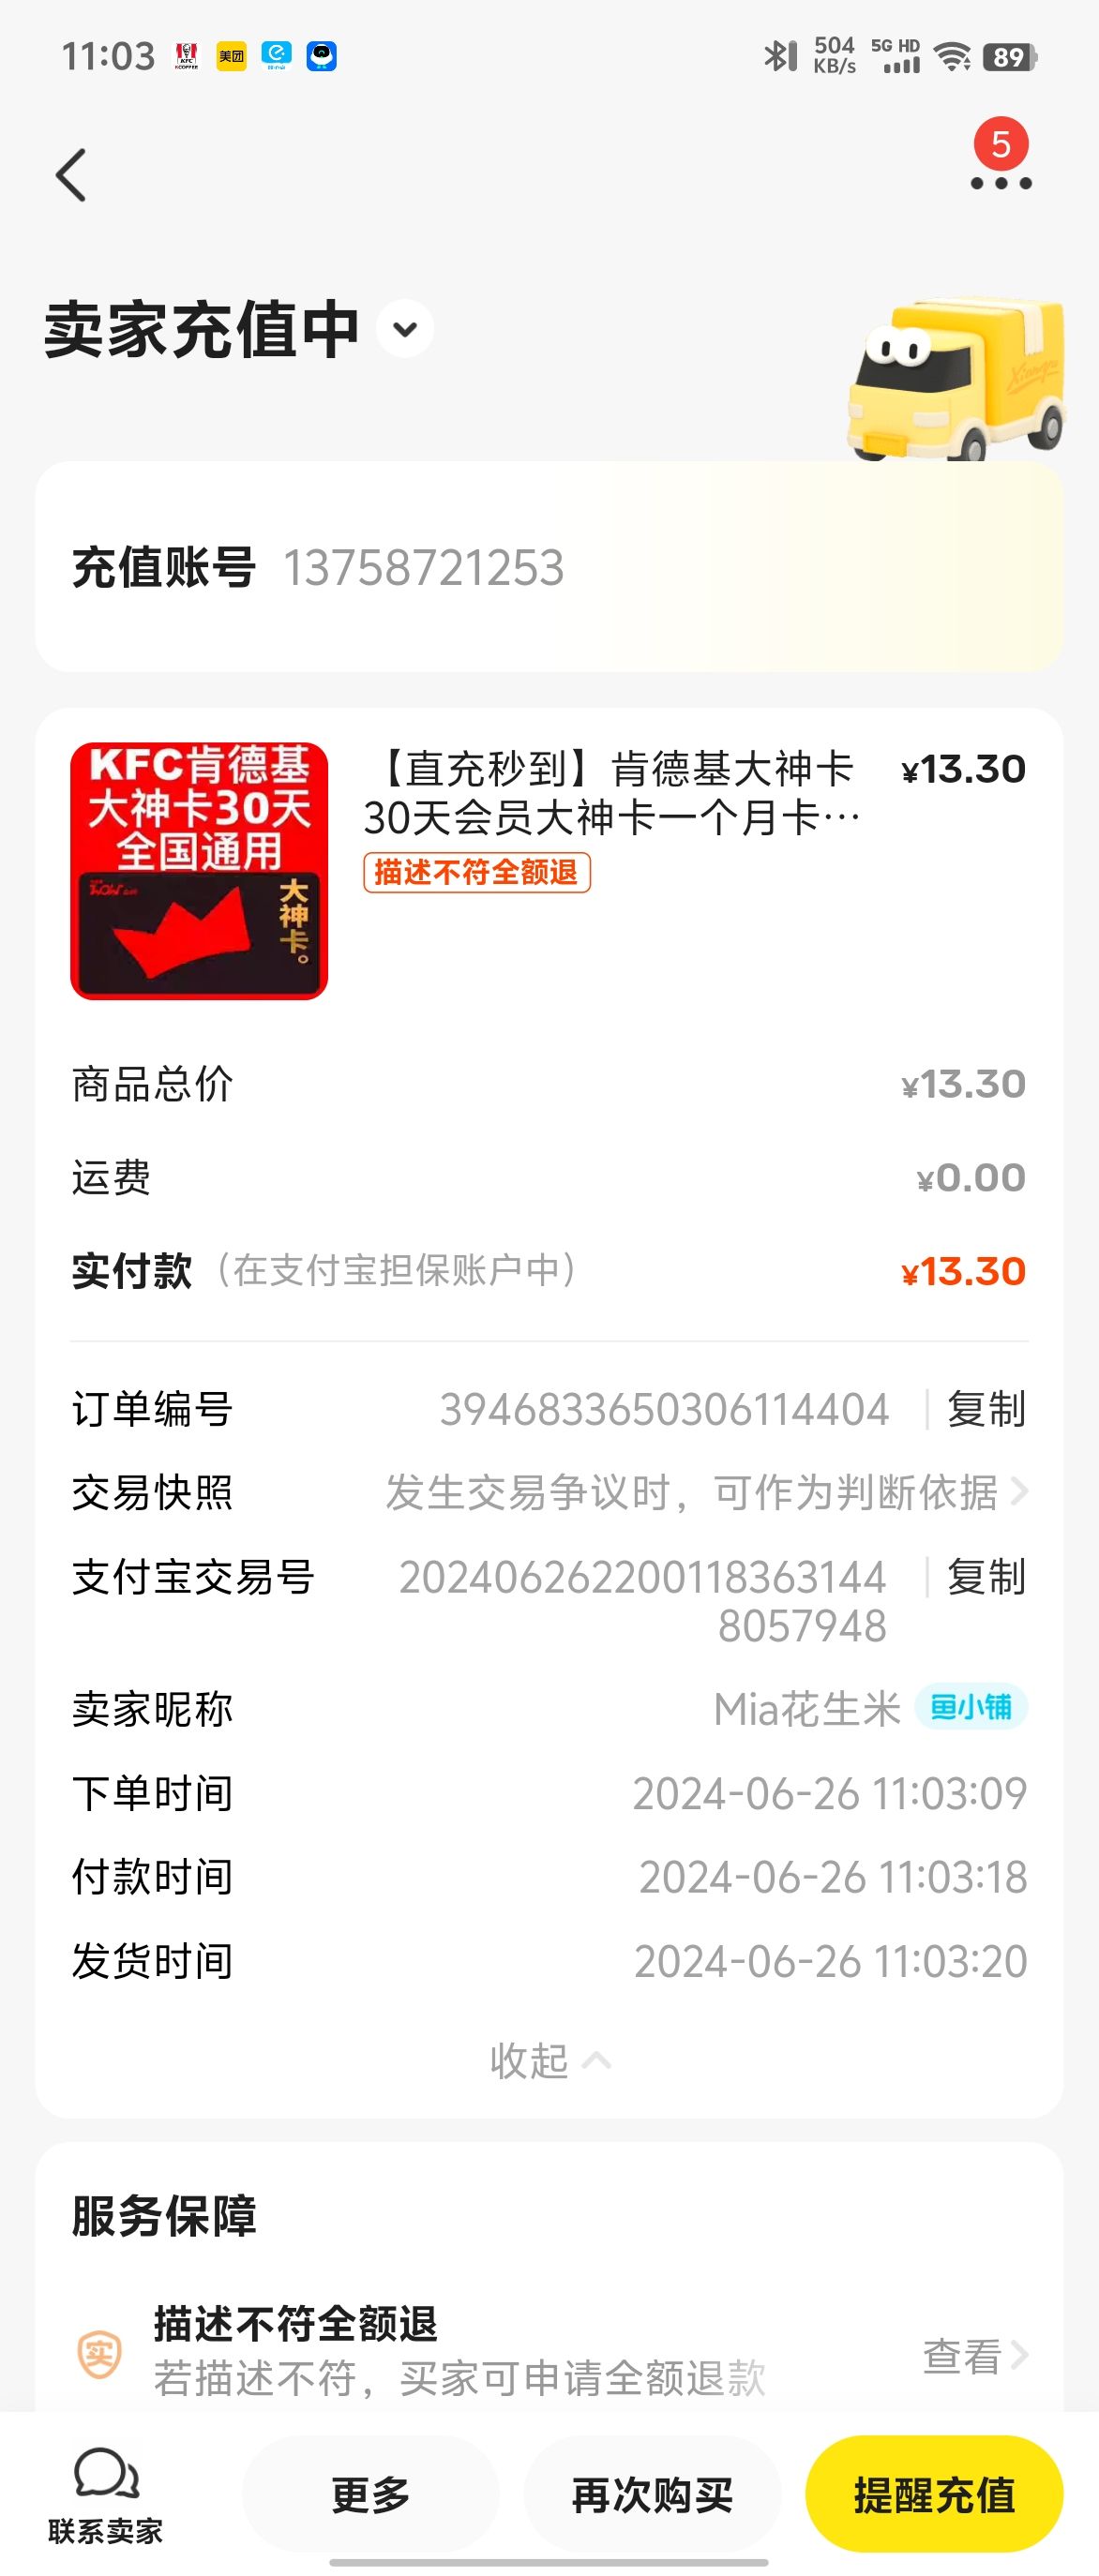 11:03
美团
504
KB/s
5G HD
89
5
卖家充值中
Xianyu
充值账号 13758721253
KFC肯德基
大神卡30天
全国通用
WOW
大神卡。
【直充秒到】肯德基大神卡 ¥13.30
30天会员大神卡一个月卡…
描述不符全额退
商品总价 ¥13.30
运费 ¥0.00
实付款（在支付宝担保账户中） ¥13.30
订单编号 3946833650306114404 复制
交易快照 发生交易争议时，可作为判断依据
支付宝交易号 202406262200118363144 复制
8057948
卖家昵称 Mia花生米 鱼小铺
下单时间 2024-06-26 11:03:09
付款时间 2024-06-26 11:03:18
发货时间 2024-06-26 11:03:20
收起
服务保障
描述不符全额退
实
若描述不符，买家可申请全额退款
查看
联系卖家
更多
再次购买
提醒充值